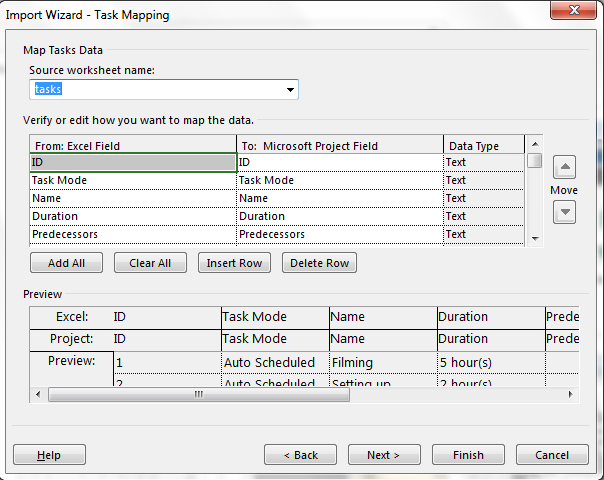 Import Wizard - Task Mapping
Map Tasks Data
Source worksheet name:
tasks
Verify or edit how you want to map the data.
From: Excel Field To: Microsoft Project Field Data Type
ID ID Text
Task Mode Task Mode Text
Name Name Text
Duration Duration Text
Predecessors Predecessors Text
Move
Add All Clear All Insert Row Delete Row
Preview
Excel: ID Task Mode Name Duration Prede
Project: ID Task Mode Name Duration Prede
Preview: 1 Auto Scheduled Filming 5 hour(s)
2 Auto Scheduled Setting up 2 hour(s)
Help < Back Next > Finish Cancel